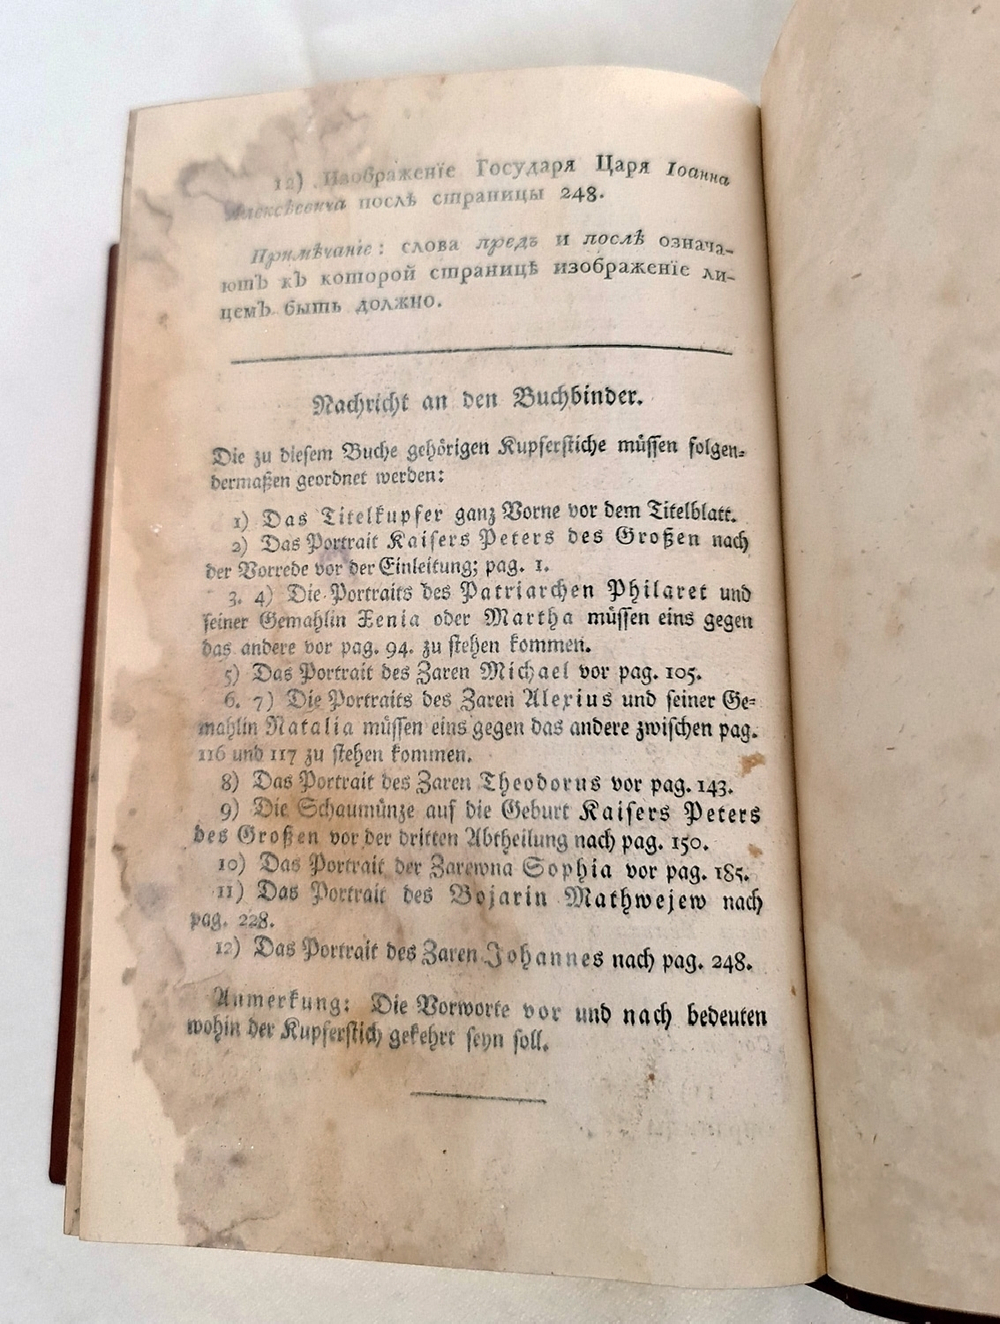 12) Изображенїе Государя Царя Іоанна
Алексѣевича послѣ страницы 248.
Примѣчаніе: слова предъ и послѣ означа-
ютъ къ которой страницѣ изображенїе ли-
цемъ быть должно.
Nachricht an den Buchbinder.
Die zu dieſem Buche gehörigen Kupferſtiche müſſen folgen-
dermaßen geordnet werden:
1) Das Titelkupfer ganz Vorne vor dem Titelblatt.
2) Das Portrait Kaiſers Peters des Großen nach
der Vorrede vor der Einleitung; pag. 1.
3. 4) Die Portraits des Patriarchen Philaret und
ſeiner Gemahlin Xenia oder Martha müſſen eins gegen
das andere vor pag. 94. zu ſtehen kommen.
5) Das Portrait des Zaren Michael vor pag. 105.
6. 7) Die Portraits des Zaren Alexius und ſeiner Ge-
mahlin Natalia müſſen eins gegen das andere zwiſchen pag.
116 und 117 zu ſtehen kommen.
8) Das Portrait des Zaren Theodorus vor pag. 143.
9) Die Schaumünze auf die Geburt Kaiſers Peters
des Großen vor der dritten Abtheilung nach pag. 150.
10) Das Portrait der Zarewna Sophia vor pag. 185.
11) Das Portrait des Bojarin Mathwejew nach
pag. 228.
12) Das Portrait des Zaren Johannes nach pag. 248.
Anmerkung: Die Vorworte vor und nach bedeuten
wohin der Kupferſtich gekehrt ſeyn ſoll.